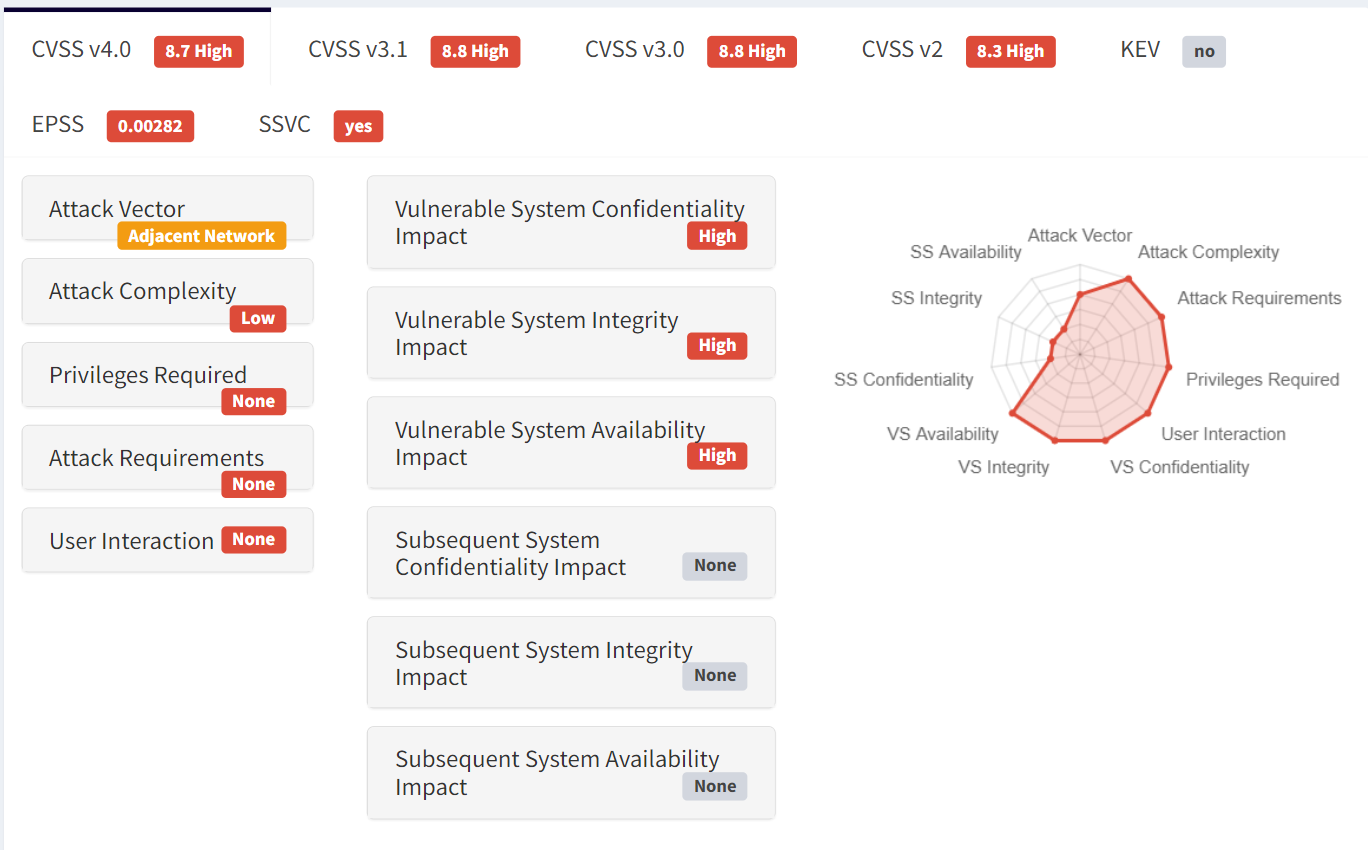 CVSS v4.0 8.7 High CVSS v3.1 8.8 High CVSS v3.0 8.8 High CVSS v2 8.3 High KEV no
EPSS 0.00282 SSVC yes
Attack Vector
Adjacent Network
Attack Complexity
Low
Privileges Required
None
Attack Requirements
None
User Interaction None
Vulnerable System Confidentiality
Impact High
Vulnerable System Integrity
Impact High
Vulnerable System Availability
Impact High
Subsequent System
Confidentiality Impact None
Subsequent System Integrity
Impact None
Subsequent System Availability
Impact None
Attack Vector
SS Availability Attack Complexity
SS Integrity Attack Requirements
SS Confidentiality Privileges Required
VS Availability User Interaction
VS Integrity VS Confidentiality